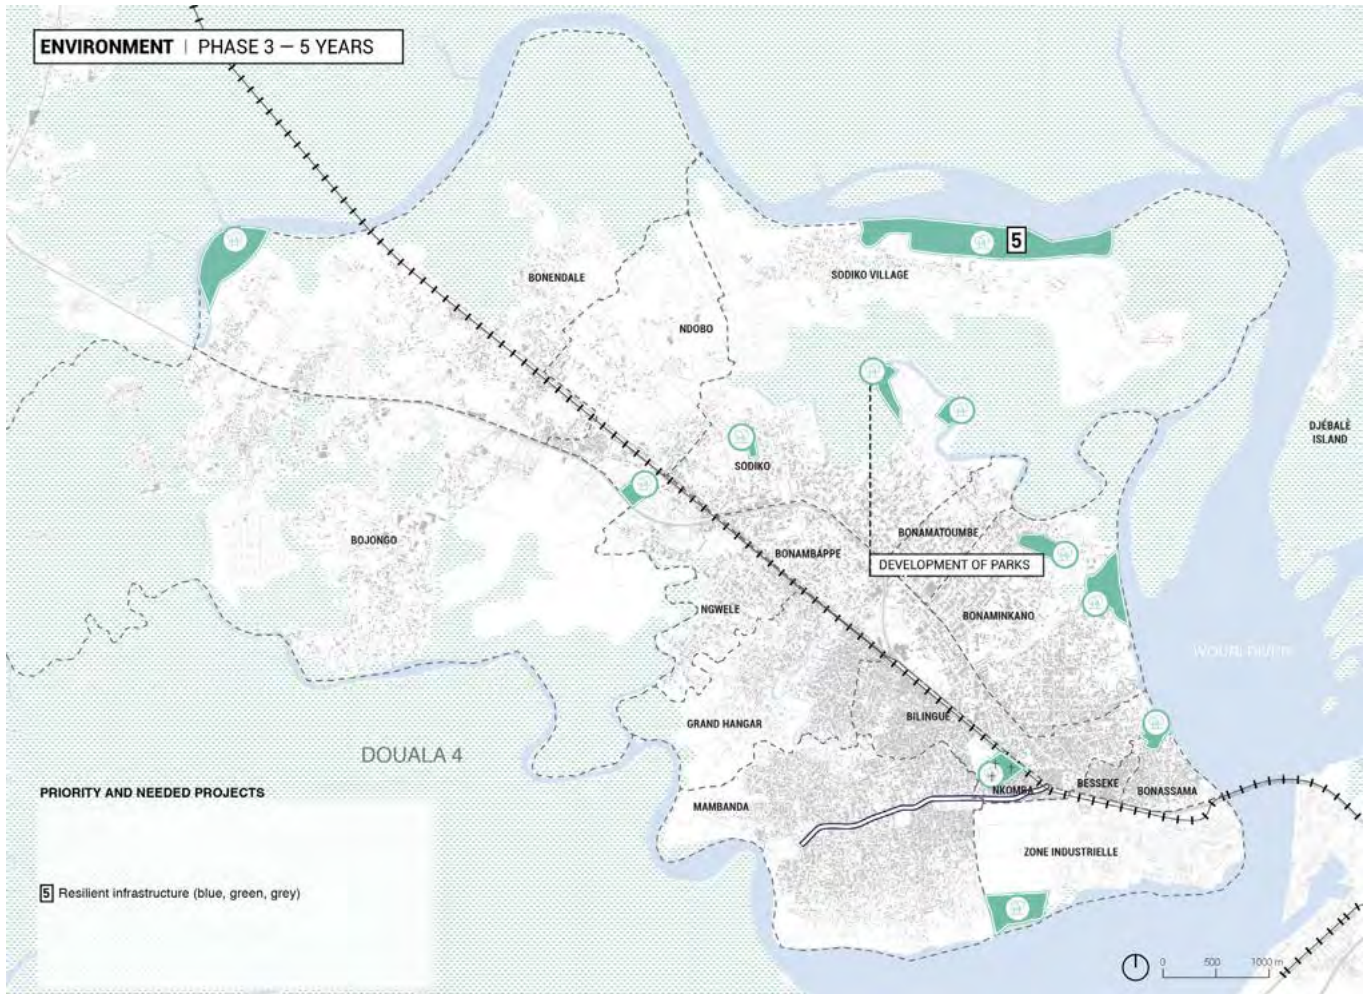 ENVIRONMENT | PHASE 3 – 5 YEARS
5
SODIKO VILLAGE
BONENDALE
NDOBO
DJÉBALÈ
ISLAND
SODIKO
BONAMATOUMBE
BOJONGO
BONAMBAPPE
DEVELOPMENT OF PARKS
NGWELE
BONAMINKANO
WOURI RIVER
BILINGUE
GRAND HANGAR
DOUALA 4
BESSEKE
NKOMBA
BONASSAMA
PRIORITY AND NEEDED PROJECTS
MAMBANDA
ZONE INDUSTRIELLE
5 Resilient infrastructure (blue, green, grey)
0 500 1000 m